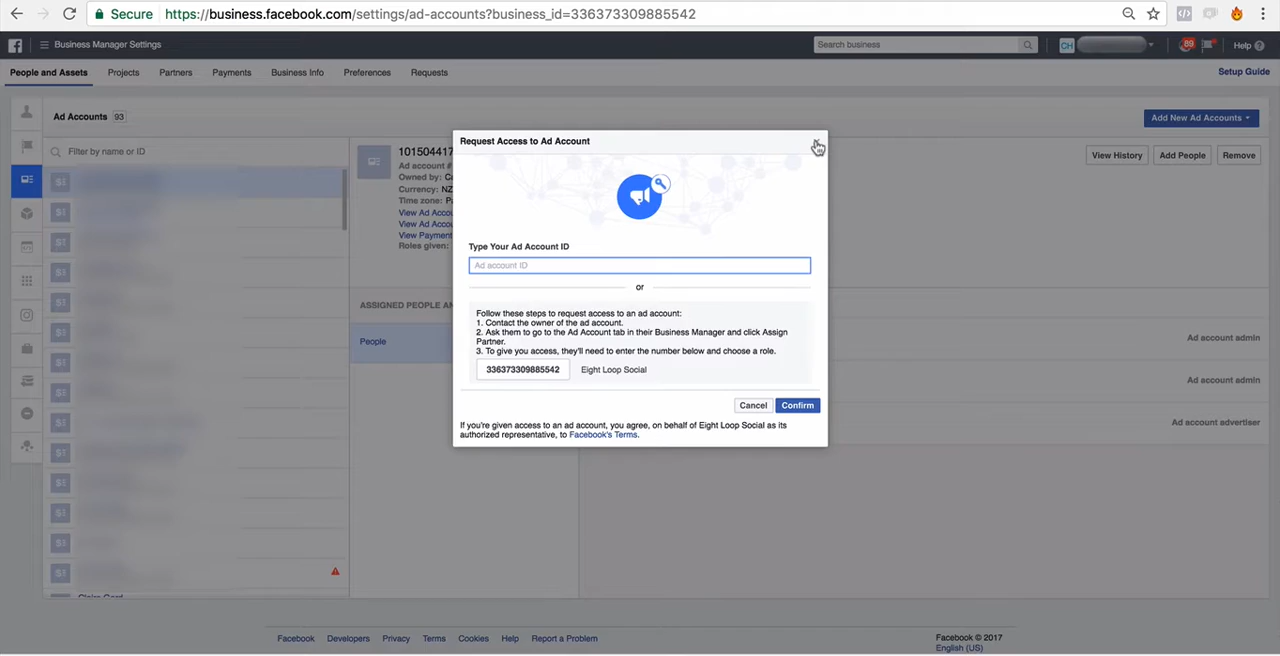 Secure https://business.facebook.com/settings/ad-accounts?business_id=336373309885542
Business Manager Settings
Search business
CH
89
Help
People and Assets Projects Partners Payments Business Info Preferences Requests
Setup Guide
Ad Accounts 93
Add New Ad Accounts
Filter by name or ID
101504417
Ad account #
Owned by:
Currency: NZ
Time zone:
View Ad Accou
View Ad Accou
View Payment
Roles given:
View History Add People Remove
Request Access to Ad Account
Type Your Ad Account ID
Ad account ID
or
Follow these steps to request access to an ad account:
1. Contact the owner of the ad account.
2. Ask them to go to the Ad Account tab in their Business Manager and click Assign
Partner.
3. To give you access, they'll need to enter the number below and choose a role.
336373309885542 Eight Loop Social
Cancel Confirm
If you're given access to an ad account, you agree, on behalf of Eight Loop Social as its
authorized representative, to Facebook's Terms.
ASSIGNED PEOPLE AN
People
Ad account admin
Ad account admin
Ad account advertiser
Facebook Developers Privacy Terms Cookies Help Report a Problem
Facebook © 2017
English (US)